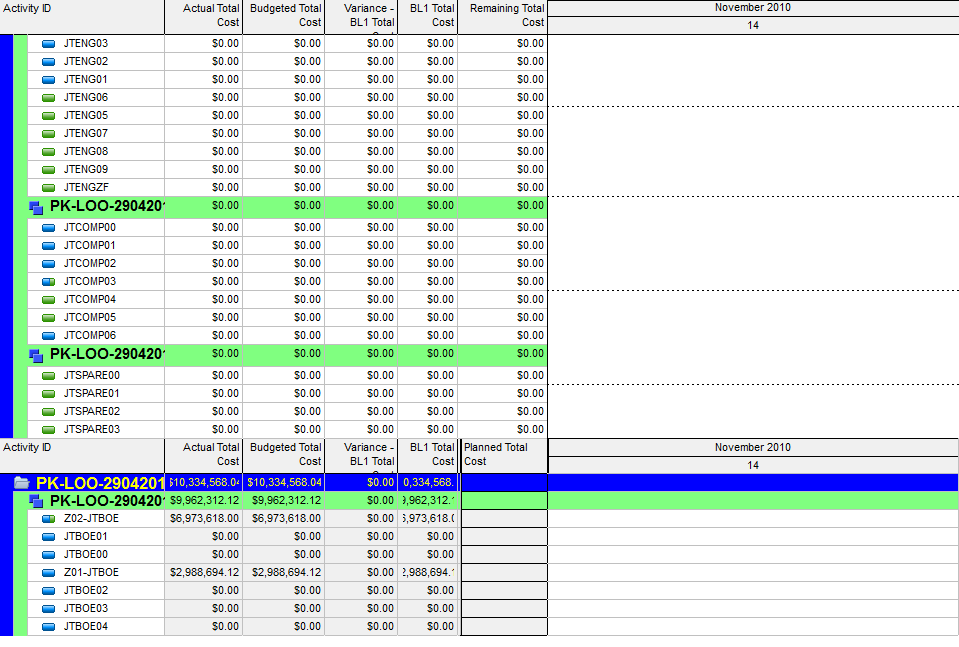 Activity ID Actual Total Cost Budgeted Total Cost Variance - BL1 Total BL1 Total Cost Remaining Total Cost November 2010
14
JTENG03 $0.00 $0.00 $0.00 $0.00 $0.00
JTENG02 $0.00 $0.00 $0.00 $0.00 $0.00
JTENG01 $0.00 $0.00 $0.00 $0.00 $0.00
JTENG06 $0.00 $0.00 $0.00 $0.00 $0.00
JTENG05 $0.00 $0.00 $0.00 $0.00 $0.00
JTENG07 $0.00 $0.00 $0.00 $0.00 $0.00
JTENG08 $0.00 $0.00 $0.00 $0.00 $0.00
JTENG09 $0.00 $0.00 $0.00 $0.00 $0.00
JTENGZF $0.00 $0.00 $0.00 $0.00 $0.00
PK-LOO-290420 $0.00 $0.00 $0.00 $0.00 $0.00
JTCOMP00 $0.00 $0.00 $0.00 $0.00 $0.00
JTCOMP01 $0.00 $0.00 $0.00 $0.00 $0.00
JTCOMP02 $0.00 $0.00 $0.00 $0.00 $0.00
JTCOMP03 $0.00 $0.00 $0.00 $0.00 $0.00
JTCOMP04 $0.00 $0.00 $0.00 $0.00 $0.00
JTCOMP05 $0.00 $0.00 $0.00 $0.00 $0.00
JTCOMP06 $0.00 $0.00 $0.00 $0.00 $0.00
PK-LOO-290420 $0.00 $0.00 $0.00 $0.00 $0.00
JTSPARE00 $0.00 $0.00 $0.00 $0.00 $0.00
JTSPARE01 $0.00 $0.00 $0.00 $0.00 $0.00
JTSPARE02 $0.00 $0.00 $0.00 $0.00 $0.00
JTSPARE03 $0.00 $0.00 $0.00 $0.00 $0.00
Activity ID Actual Total Cost Budgeted Total Cost Variance - BL1 Total BL1 Total Cost Planned Total Cost November 2010
14
PK-LOO-2904201 $10,334,568.04 $10,334,568.04 $0.00 0,334,568.
PK-LOO-290420 $9,962,312.12 $9,962,312.12 $0.00 9,962,312.
Z02-JTBOE $6,973,618.00 $6,973,618.00 $0.00 6,973,618.0
JTBOE01 $0.00 $0.00 $0.00 $0.00
JTBOE00 $0.00 $0.00 $0.00 $0.00
Z01-JTBOE $2,988,694.12 $2,988,694.12 $0.00 2,988,694.
JTBOE02 $0.00 $0.00 $0.00 $0.00
JTBOE03 $0.00 $0.00 $0.00 $0.00
JTBOE04 $0.00 $0.00 $0.00 $0.00